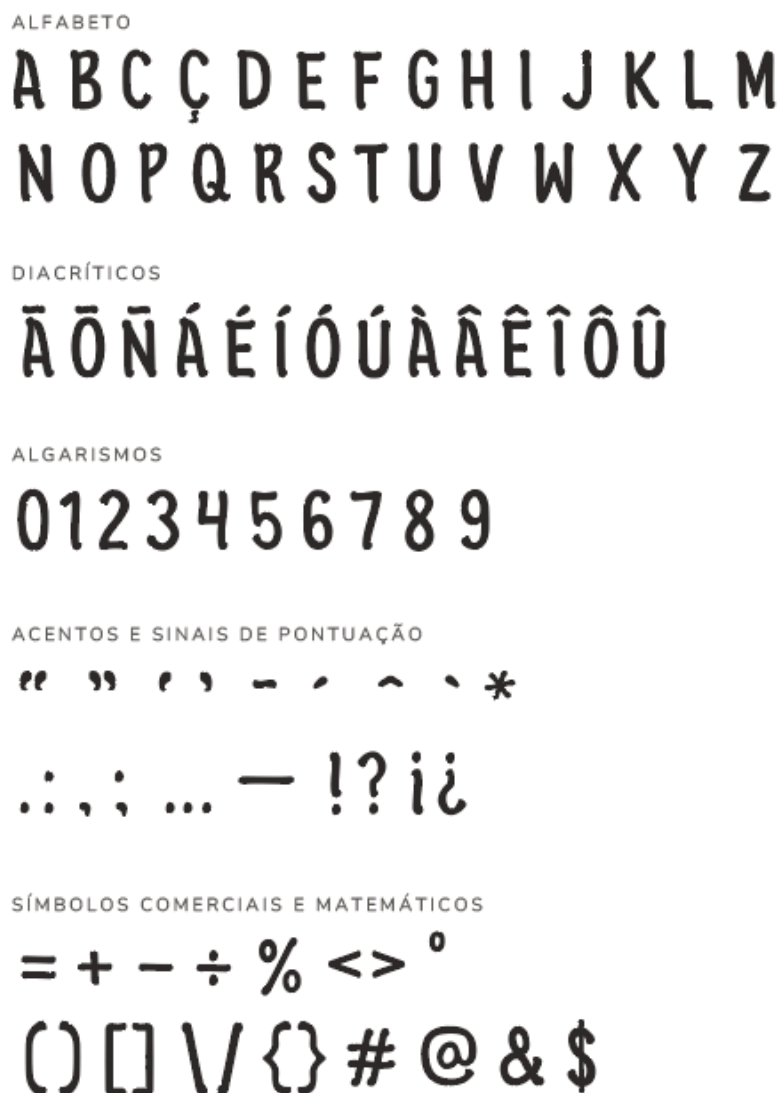 ALFABETO
A B C Ç D E F G H I J K L M
N O P Q R S T U V W X Y Z
DIACRÍTICOS
Ã Õ Ñ Á É Í Ó Ú À Â Ê Î Ô Û
ALGARISMOS
0 1 2 3 4 5 6 7 8 9
ACENTOS E SINAIS DE PONTUAÇÃO
“ ” ‘ ’ ~ ´ ^ ` *
. : , ; … — ! ? ¡ ¿
SÍMBOLOS COMERCIAIS E MATEMÁTICOS
= + − ÷ % < > º
( ) [ ] \ / { } # @ & $